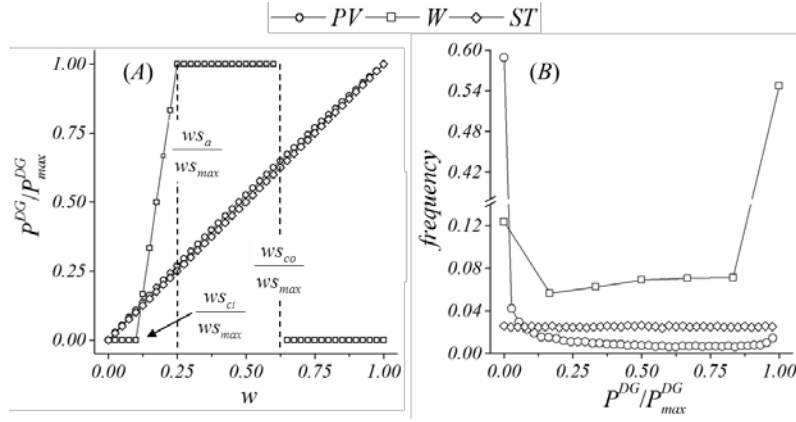 PV W ST
(A)
P^DG/P^DG_max
1.00
0.75
0.50
0.25
0.00
ws_a
ws_max
ws_co
ws_max
ws_ci
ws_max
0.00 0.25 0.50 0.75 1.00
w
(B)
frequency
0.60
0.54
0.48
0.42
0.12
0.08
0.04
0.00
0.00 0.25 0.50 0.75 1.00
P^DG/P^DG_max